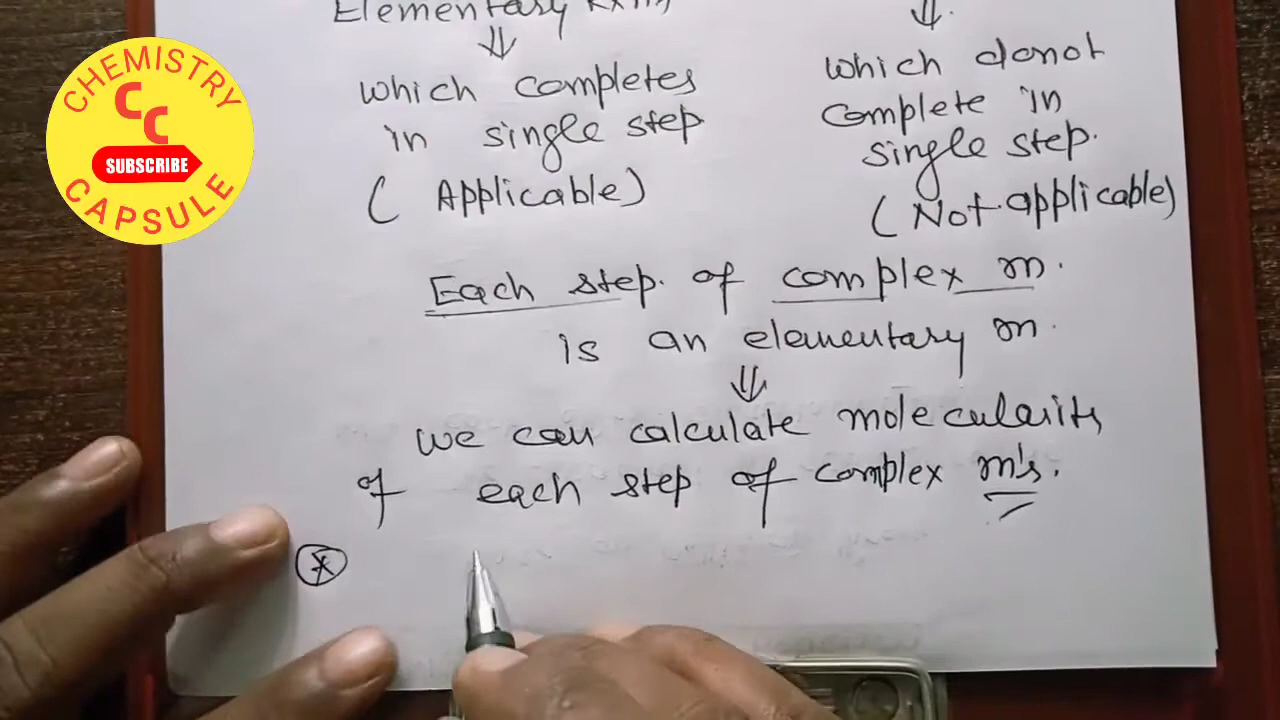 CHEMISTRY
CC
SUBSCRIBE
CAPSULE
Elementary
which completes
in single step
(Applicable)
which donot
complete in
single step.
(Not applicable)
Each step of complex rn.
is an elementary rn.
we can calculate molecularity
of each step of complex rn's.